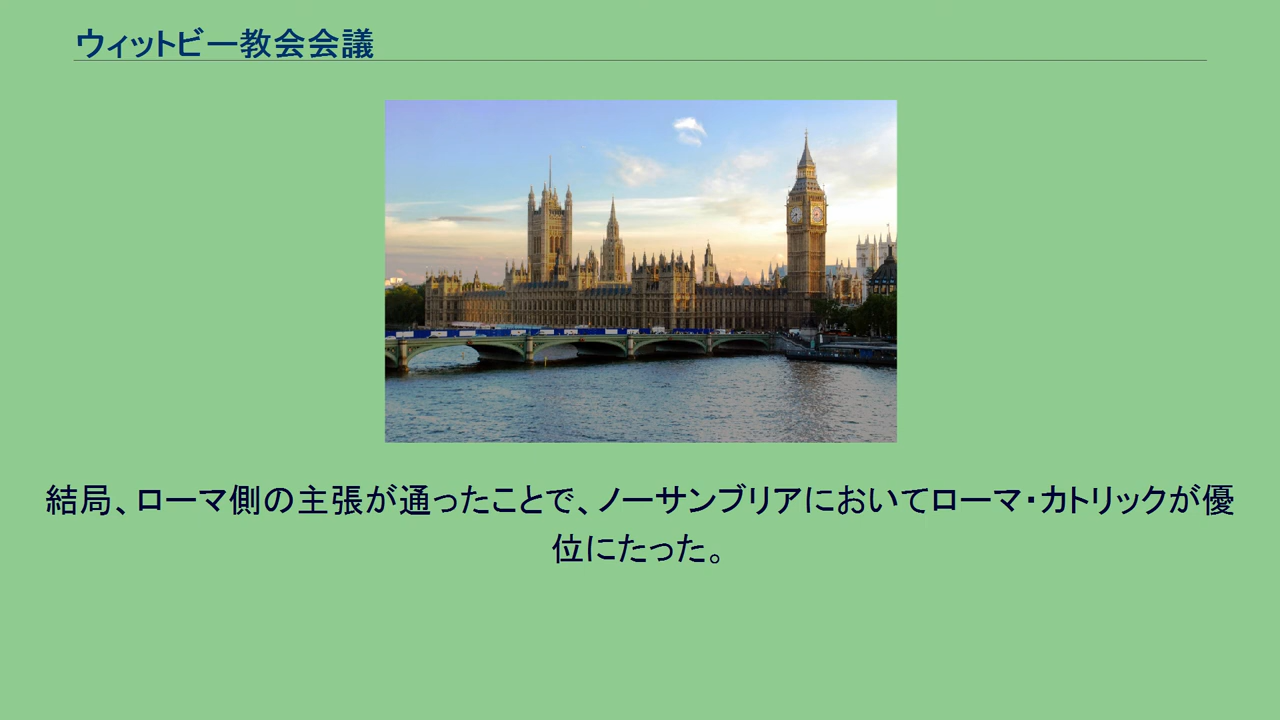 ウィットビー教会会議
結局、ローマ側の主張が通ったことで、ノーサンブリアにおいてローマ・カトリックが優
位にたった。